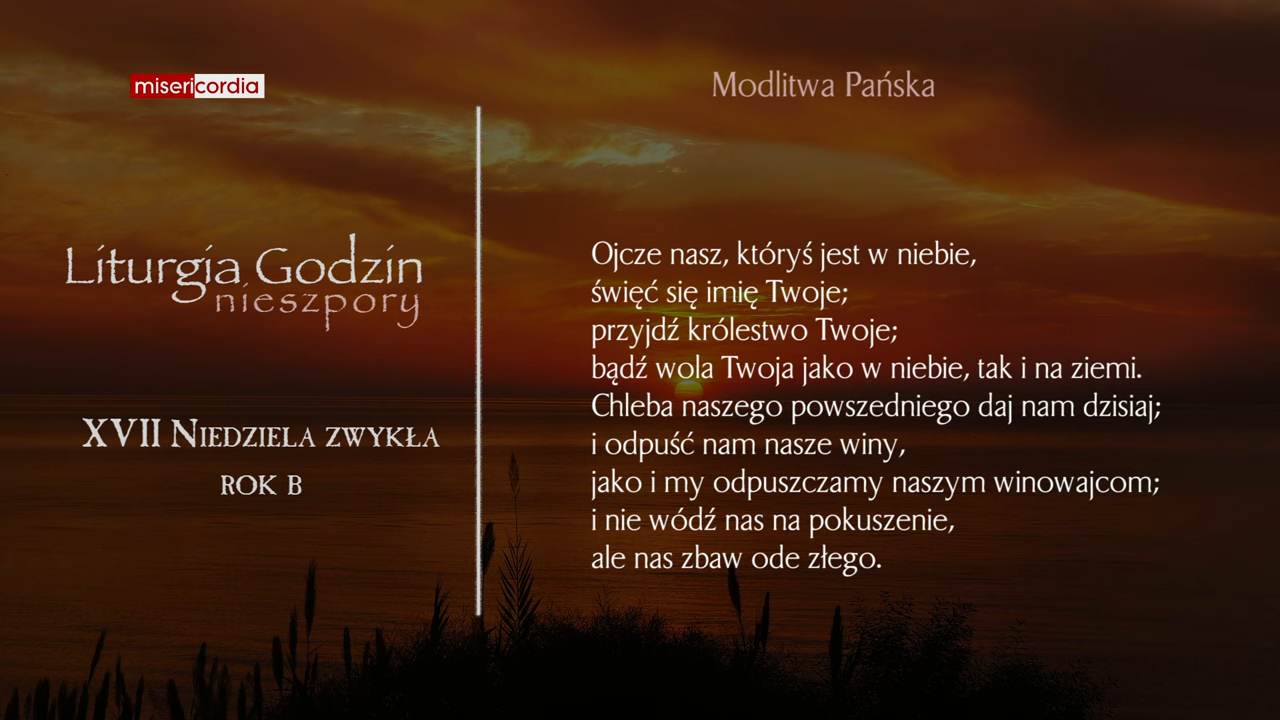 misericordia
Liturgia Godzin
nieszpory
XVII Niedziela zwykła
rok B
Modlitwa Pańska
Ojcze nasz, któryś jest w niebie,
święć się imię Twoje;
przyjdź królestwo Twoje;
bądź wola Twoja jako w niebie, tak i na ziemi.
Chleba naszego powszedniego daj nam dzisiaj;
i odpuść nam nasze winy,
jako i my odpuszczamy naszym winowajcom;
i nie wódź nas na pokuszenie,
ale nas zbaw ode złego.